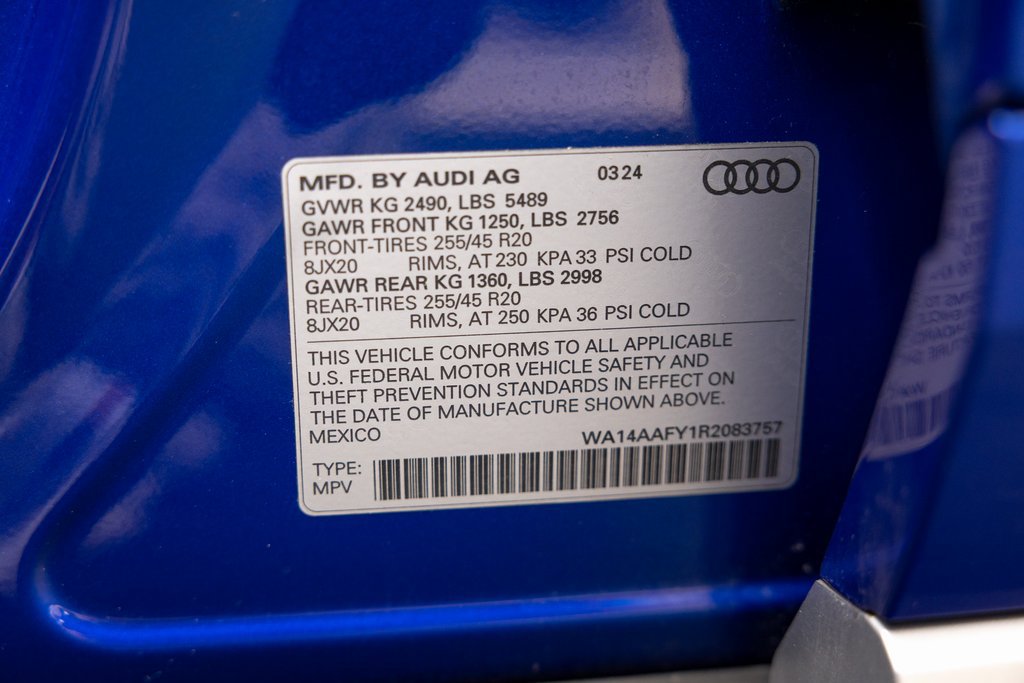 MFD. BY AUDI AG 03 24
GVWR KG 2490, LBS 5489
GAWR FRONT KG 1250, LBS 2756
FRONT-TIRES 255/45 R20
8JX20 RIMS, AT 230 KPA 33 PSI COLD
GAWR REAR KG 1360, LBS 2998
REAR-TIRES 255/45 R20
8JX20 RIMS, AT 250 KPA 36 PSI COLD
THIS VEHICLE CONFORMS TO ALL APPLICABLE
U.S. FEDERAL MOTOR VEHICLE SAFETY AND
THEFT PREVENTION STANDARDS IN EFFECT ON
THE DATE OF MANUFACTURE SHOWN ABOVE.
MEXICO WA14AAFY1R2083757
TYPE:
MPV